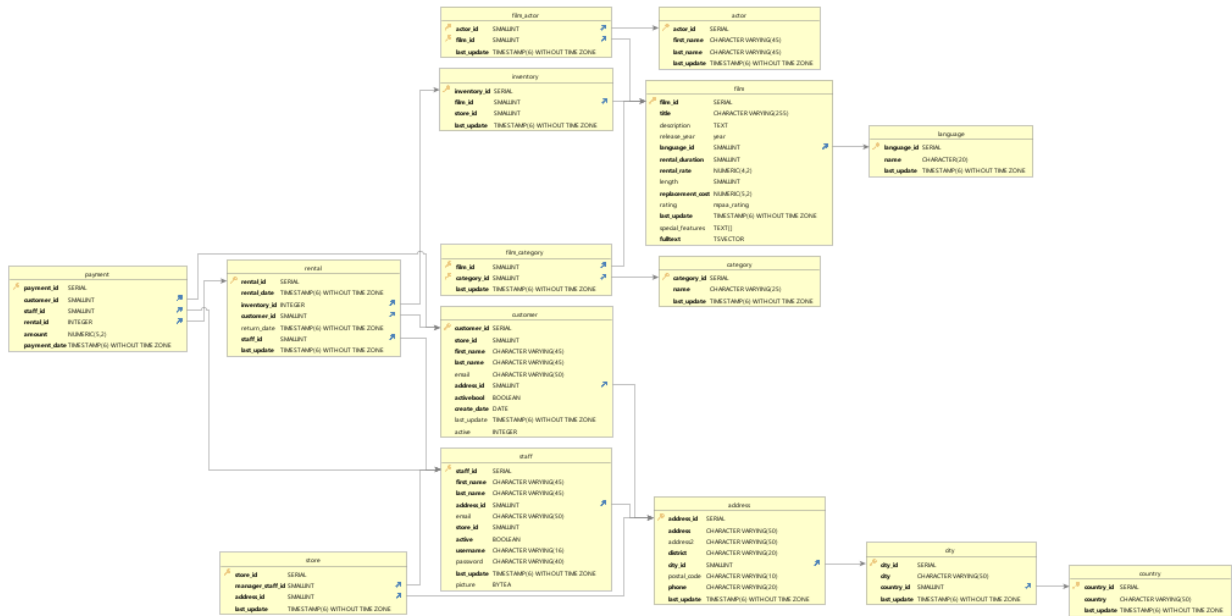 film_actor
actor_id SMALLINT
film_id SMALLINT
last_update TIMESTAMP(6) WITHOUT TIME ZONE
actor
actor_id SERIAL
first_name CHARACTER VARYING(45)
last_name CHARACTER VARYING(45)
last_update TIMESTAMP(6) WITHOUT TIME ZONE
inventory
inventory_id SERIAL
film_id SMALLINT
store_id SMALLINT
last_update TIMESTAMP(6) WITHOUT TIME ZONE
film
film_id SERIAL
title CHARACTER VARYING(255)
description TEXT
release_year year
language_id SMALLINT
rental_duration SMALLINT
rental_rate NUMERIC(4,2)
length SMALLINT
replacement_cost NUMERIC(5,2)
rating mpaa_rating
last_update TIMESTAMP(6) WITHOUT TIME ZONE
special_features TEXT[]
fulltext TSVECTOR
language
language_id SERIAL
name CHARACTER(20)
last_update TIMESTAMP(6) WITHOUT TIME ZONE
film_category
film_id SMALLINT
category_id SMALLINT
last_update TIMESTAMP(6) WITHOUT TIME ZONE
category
category_id SERIAL
name CHARACTER VARYING(25)
last_update TIMESTAMP(6) WITHOUT TIME ZONE
payment
payment_id SERIAL
customer_id SMALLINT
staff_id SMALLINT
rental_id INTEGER
amount NUMERIC(5,2)
payment_date TIMESTAMP(6) WITHOUT TIME ZONE
rental
rental_id SERIAL
rental_date TIMESTAMP(6) WITHOUT TIME ZONE
inventory_id INTEGER
customer_id SMALLINT
return_date TIMESTAMP(6) WITHOUT TIME ZONE
staff_id SMALLINT
last_update TIMESTAMP(6) WITHOUT TIME ZONE
customer
customer_id SERIAL
store_id SMALLINT
first_name CHARACTER VARYING(45)
last_name CHARACTER VARYING(45)
email CHARACTER VARYING(50)
address_id SMALLINT
activebool BOOLEAN
create_date DATE
last_update TIMESTAMP(6) WITHOUT TIME ZONE
active INTEGER
staff
staff_id SERIAL
first_name CHARACTER VARYING(45)
last_name CHARACTER VARYING(45)
address_id SMALLINT
email CHARACTER VARYING(50)
store_id SMALLINT
active BOOLEAN
username CHARACTER VARYING(16)
password CHARACTER VARYING(40)
last_update TIMESTAMP(6) WITHOUT TIME ZONE
picture BYTEA
store
store_id SERIAL
manager_staff_id SMALLINT
address_id SMALLINT
last_update TIMESTAMP(6) WITHOUT TIME ZONE
address
address_id SERIAL
address CHARACTER VARYING(50)
address2 CHARACTER VARYING(50)
district CHARACTER VARYING(20)
city_id SMALLINT
postal_code CHARACTER VARYING(10)
phone CHARACTER VARYING(20)
last_update TIMESTAMP(6) WITHOUT TIME ZONE
city
city_id SERIAL
city CHARACTER VARYING(50)
country_id SMALLINT
last_update TIMESTAMP(6) WITHOUT TIME ZONE
country
country_id SERIAL
country CHARACTER VARYING(50)
last_update TIMESTAMP(6) WITHOUT TIME ZONE